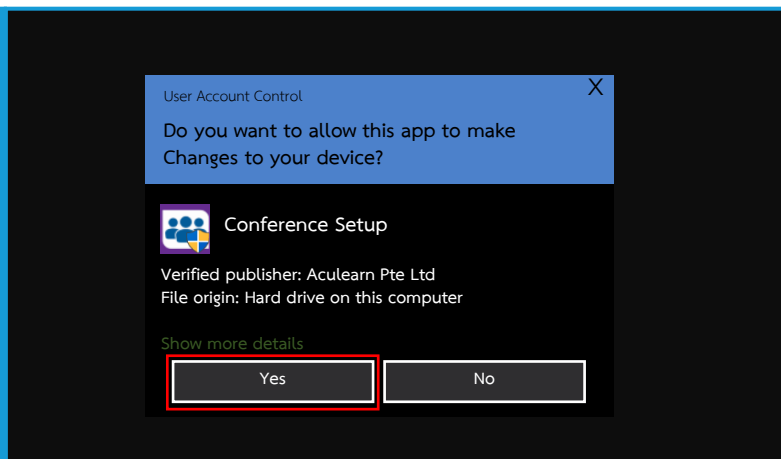 User Account Control
X
Do you want to allow this app to make
Changes to your device?
Conference Setup
Verified publisher: Aculearn Pte Ltd
File origin: Hard drive on this computer
Show more details
Yes
No